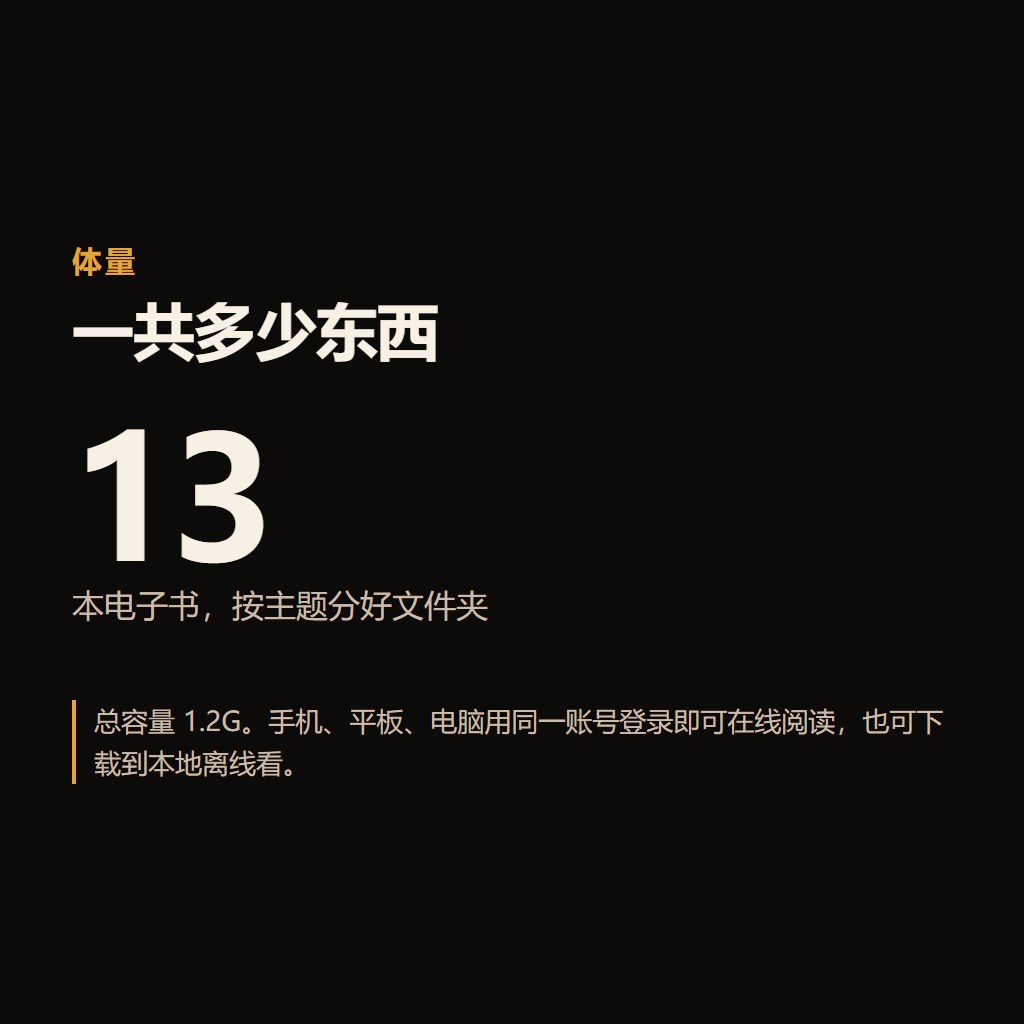 体量
一共多少东西
13
本电子书，按主题分好文件夹
总容量 1.2G。手机、平板、电脑用同一账号登录即可在线阅读，也可下
载到本地离线看。